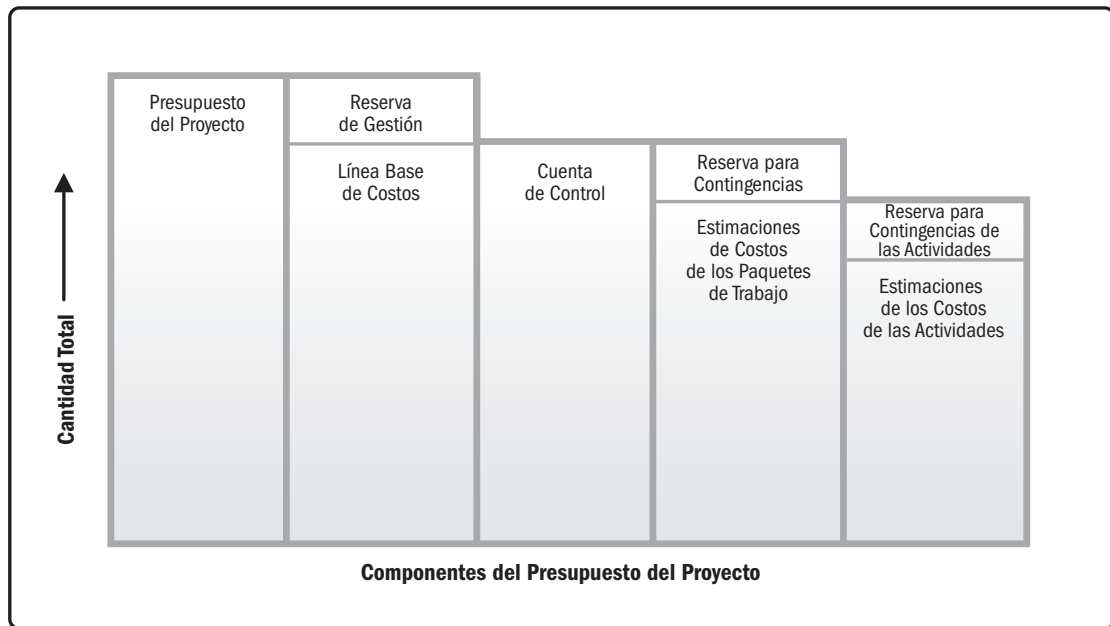 Presupuesto
del Proyecto
Reserva
de Gestión
Línea Base
de Costos
Cuenta
de Control
Reserva para
Contingencias
Estimaciones
de Costos
de los Paquetes
de Trabajo
Reserva para
Contingencias de
las Actividades
Estimaciones
de los Costos
de las Actividades
Cantidad Total
Componentes del Presupuesto del Proyecto